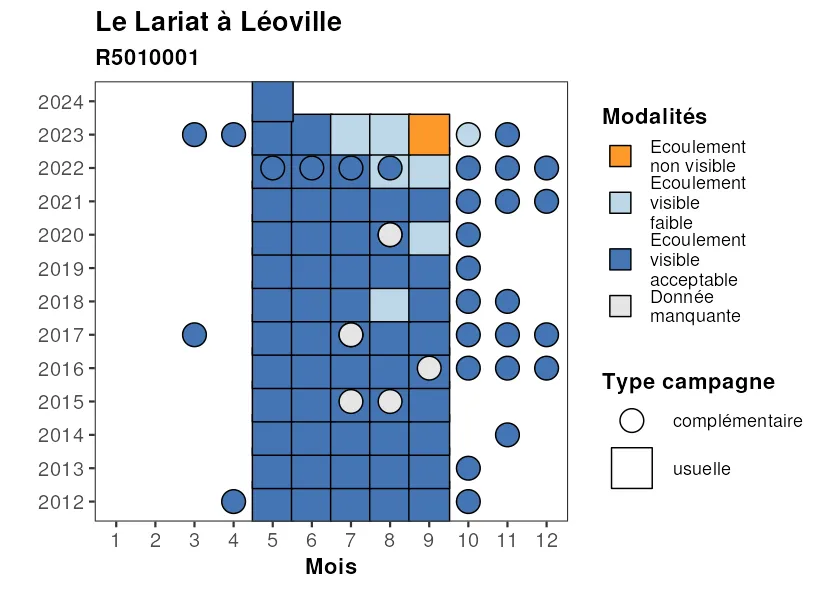 Le Lariat à Léoville
R5010001
2024
2023
2022
2021
2020
2019
2018
2017
2016
2015
2014
2013
2012
1 2 3 4 5 6 7 8 9 10 11 12
Mois
Modalités
Ecoulement
non visible
Ecoulement
visible
faible
Ecoulement
visible
acceptable
Donnée
manquante
Type campagne
complémentaire
usuelle